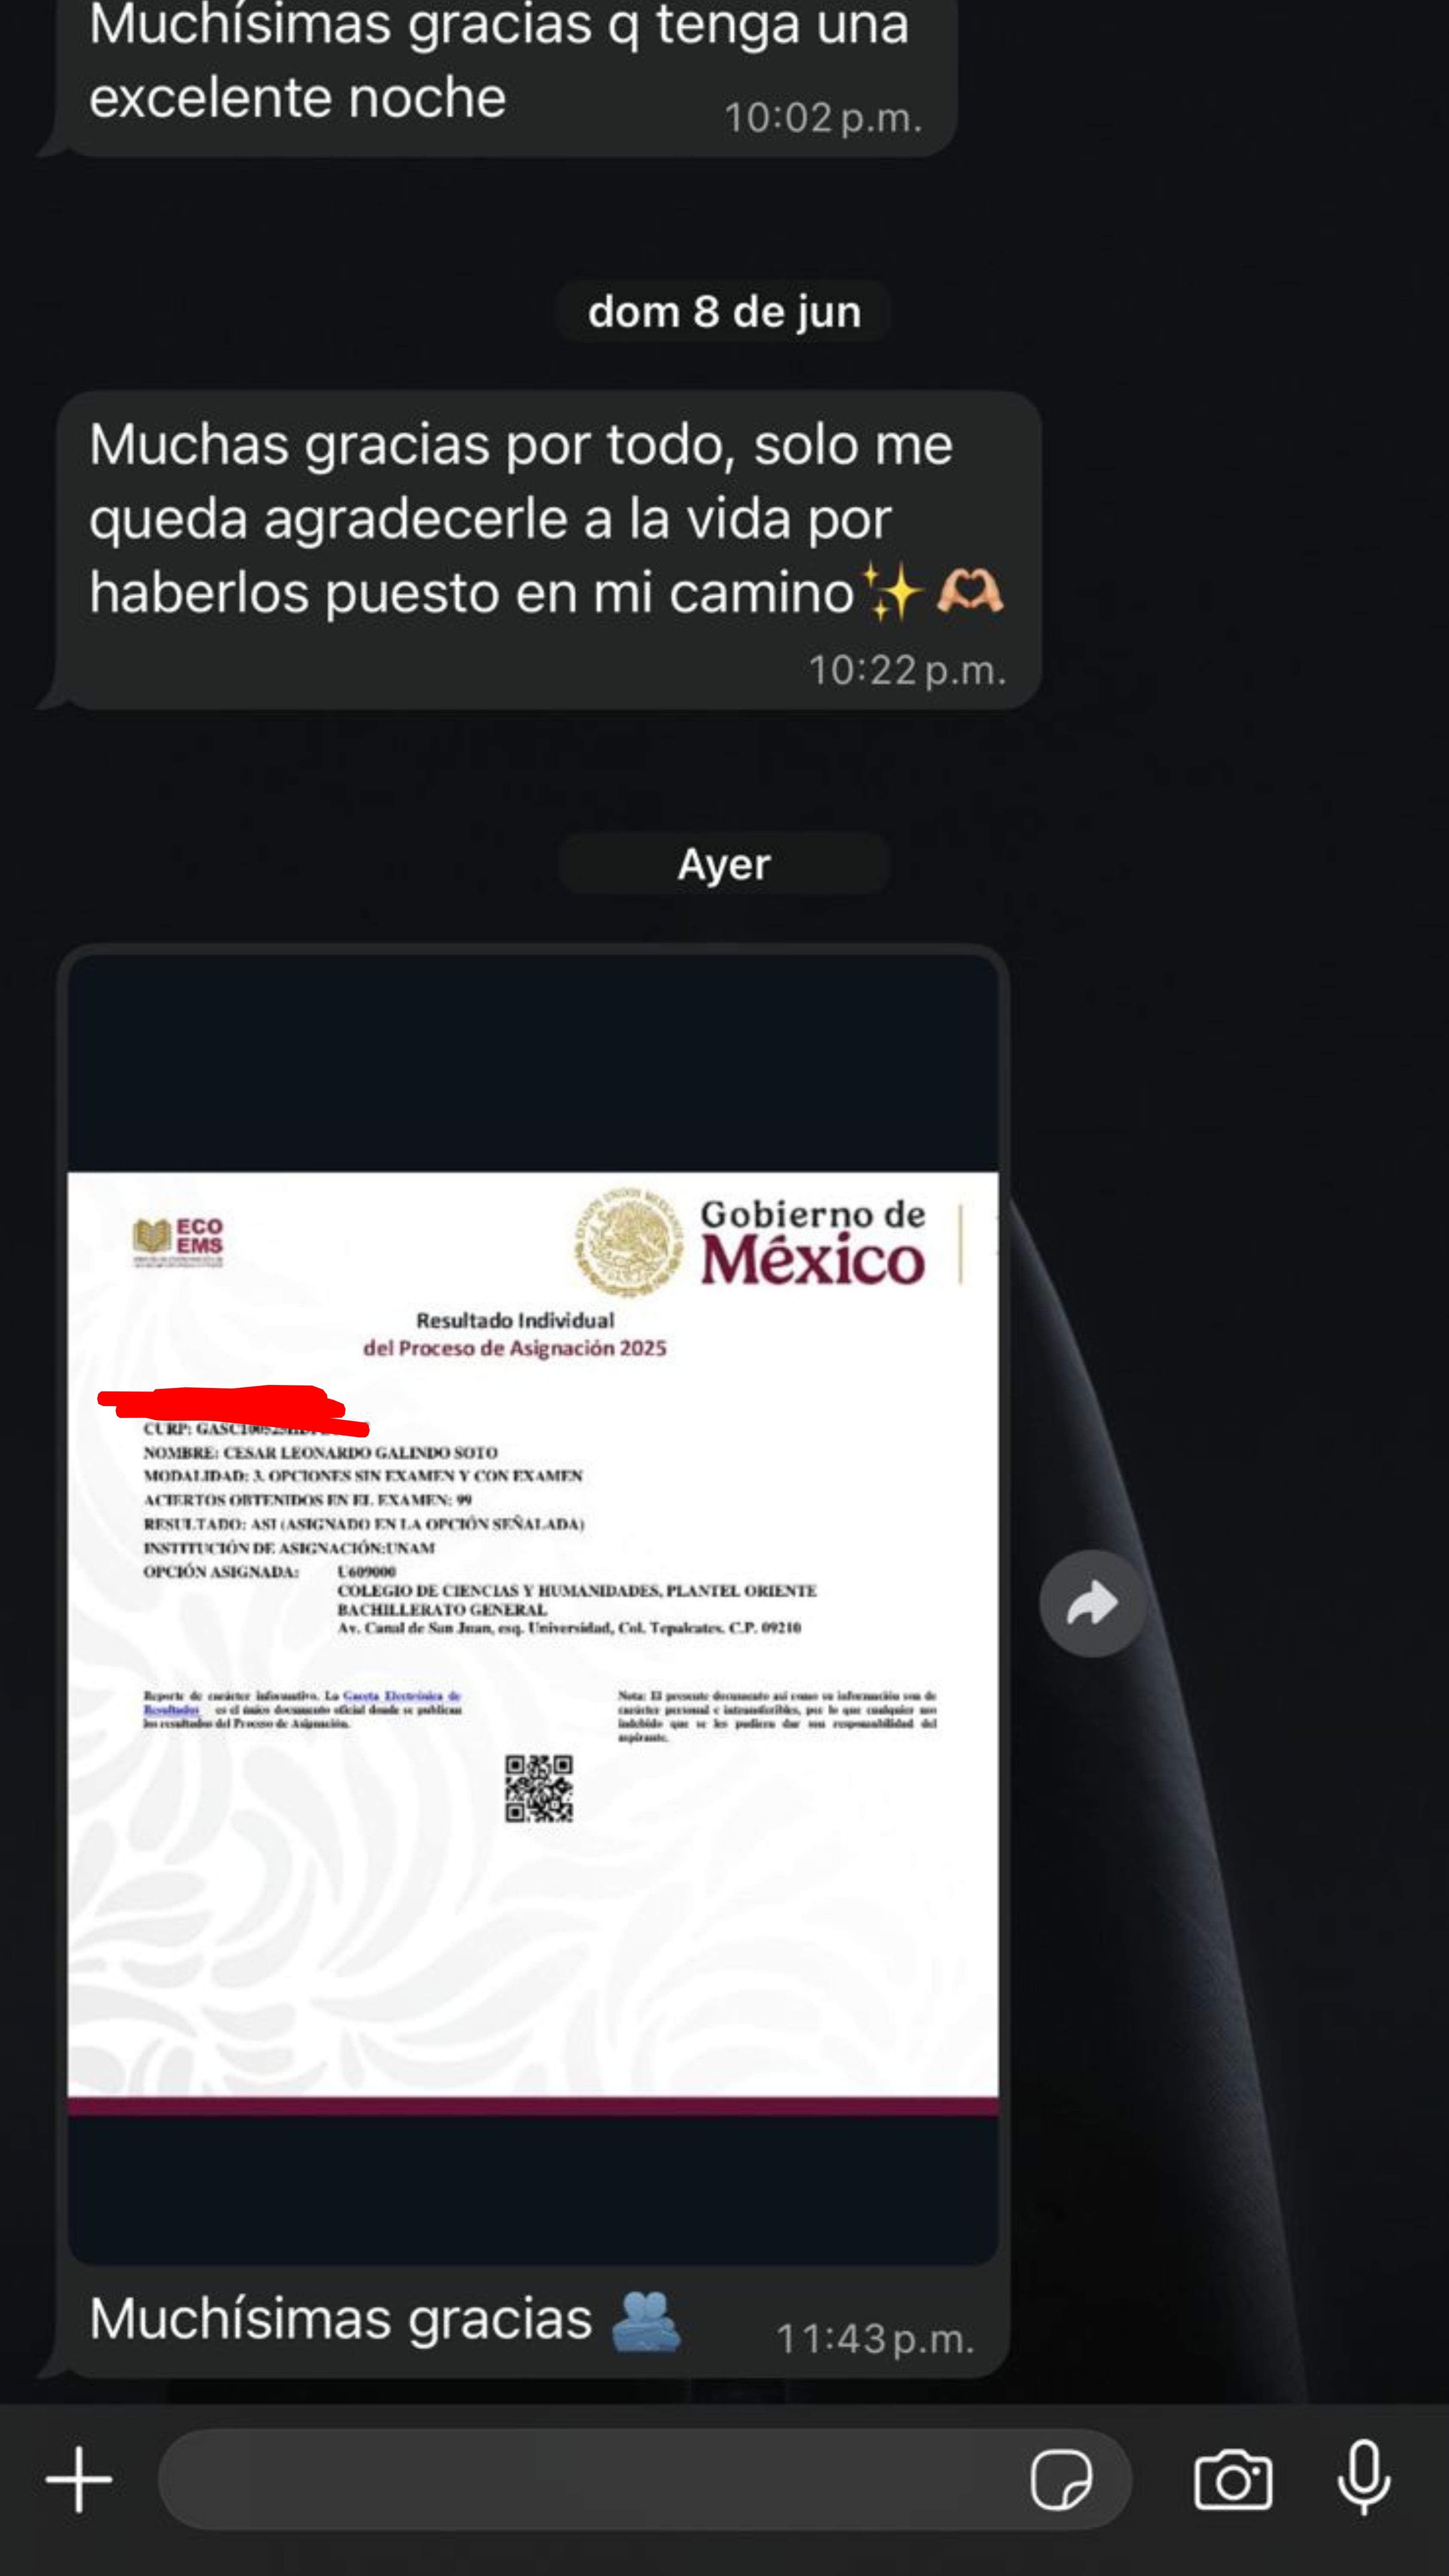 Muchísimas gracias q tenga una
excelente noche
10:02 p.m.
dom 8 de jun
Muchas gracias por todo, solo me
queda agradecerle a la vida por
haberlos puesto en mi camino✨🫶🏼
10:22 p.m.
Ayer
ECO
EMS
Gobierno de
México
Resultado Individual
del Proceso de Asignación 2025
CURP:
NOMBRE: CESAR LEONARDO GALINDO SOTO
MODALIDAD: 3. OPCIONES SIN EXAMEN Y CON EXAMEN
ACIERTOS OBTENIDOS EN EL EXAMEN: 99
RESULTADO: ASI (ASIGNADO EN LA OPCIÓN SEÑALADA)
INSTITUCIÓN DE ASIGNACIÓN:UNAM
OPCIÓN ASIGNADA: U609000
COLEGIO DE CIENCIAS Y HUMANIDADES, PLANTEL ORIENTE
BACHILLERATO GENERAL
Av. Canal de San Juan, esq. Universidad, Col. Tepalcates. C.P. 09210
Reporte de carácter informativo. La Gaceta Electrónica de
Resultados es el único documento oficial donde se publican
los resultados del Proceso de Asignación.
Nota: El presente documento así como su información son de
carácter personal e intransferibles, por lo que cualquier uso
indebido que se les pudiera dar son responsabilidad del
aspirante.
Muchísimas gracias 🫂
11:43 p.m.